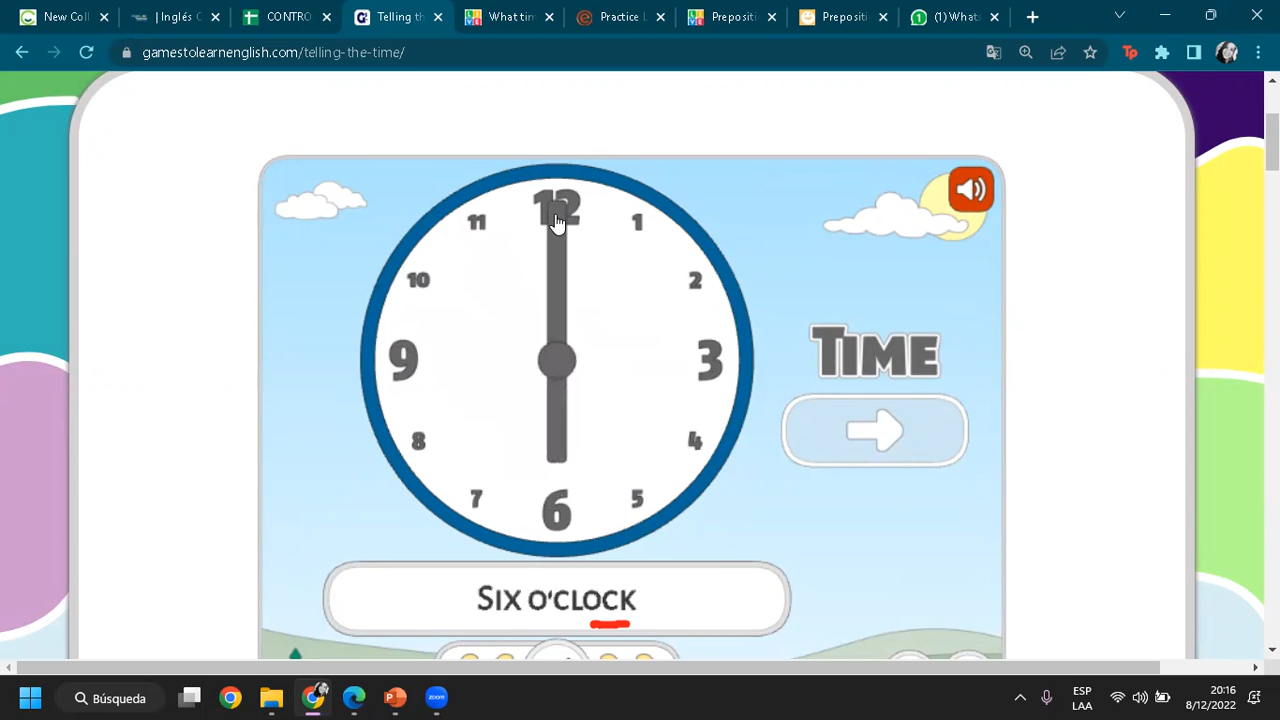 New Coll
Inglés C
CONTRO
Telling th
What tim
Practice L
Prepositi
Prepositi
(1) Whats
gamestolearnenglish.com/telling-the-time/
12
11
1
10
2
9
3
8
4
7
5
6
TIME
SIX O'CLOCK
Búsqueda
zoom
ESP
LAA
20:16
8/12/2022